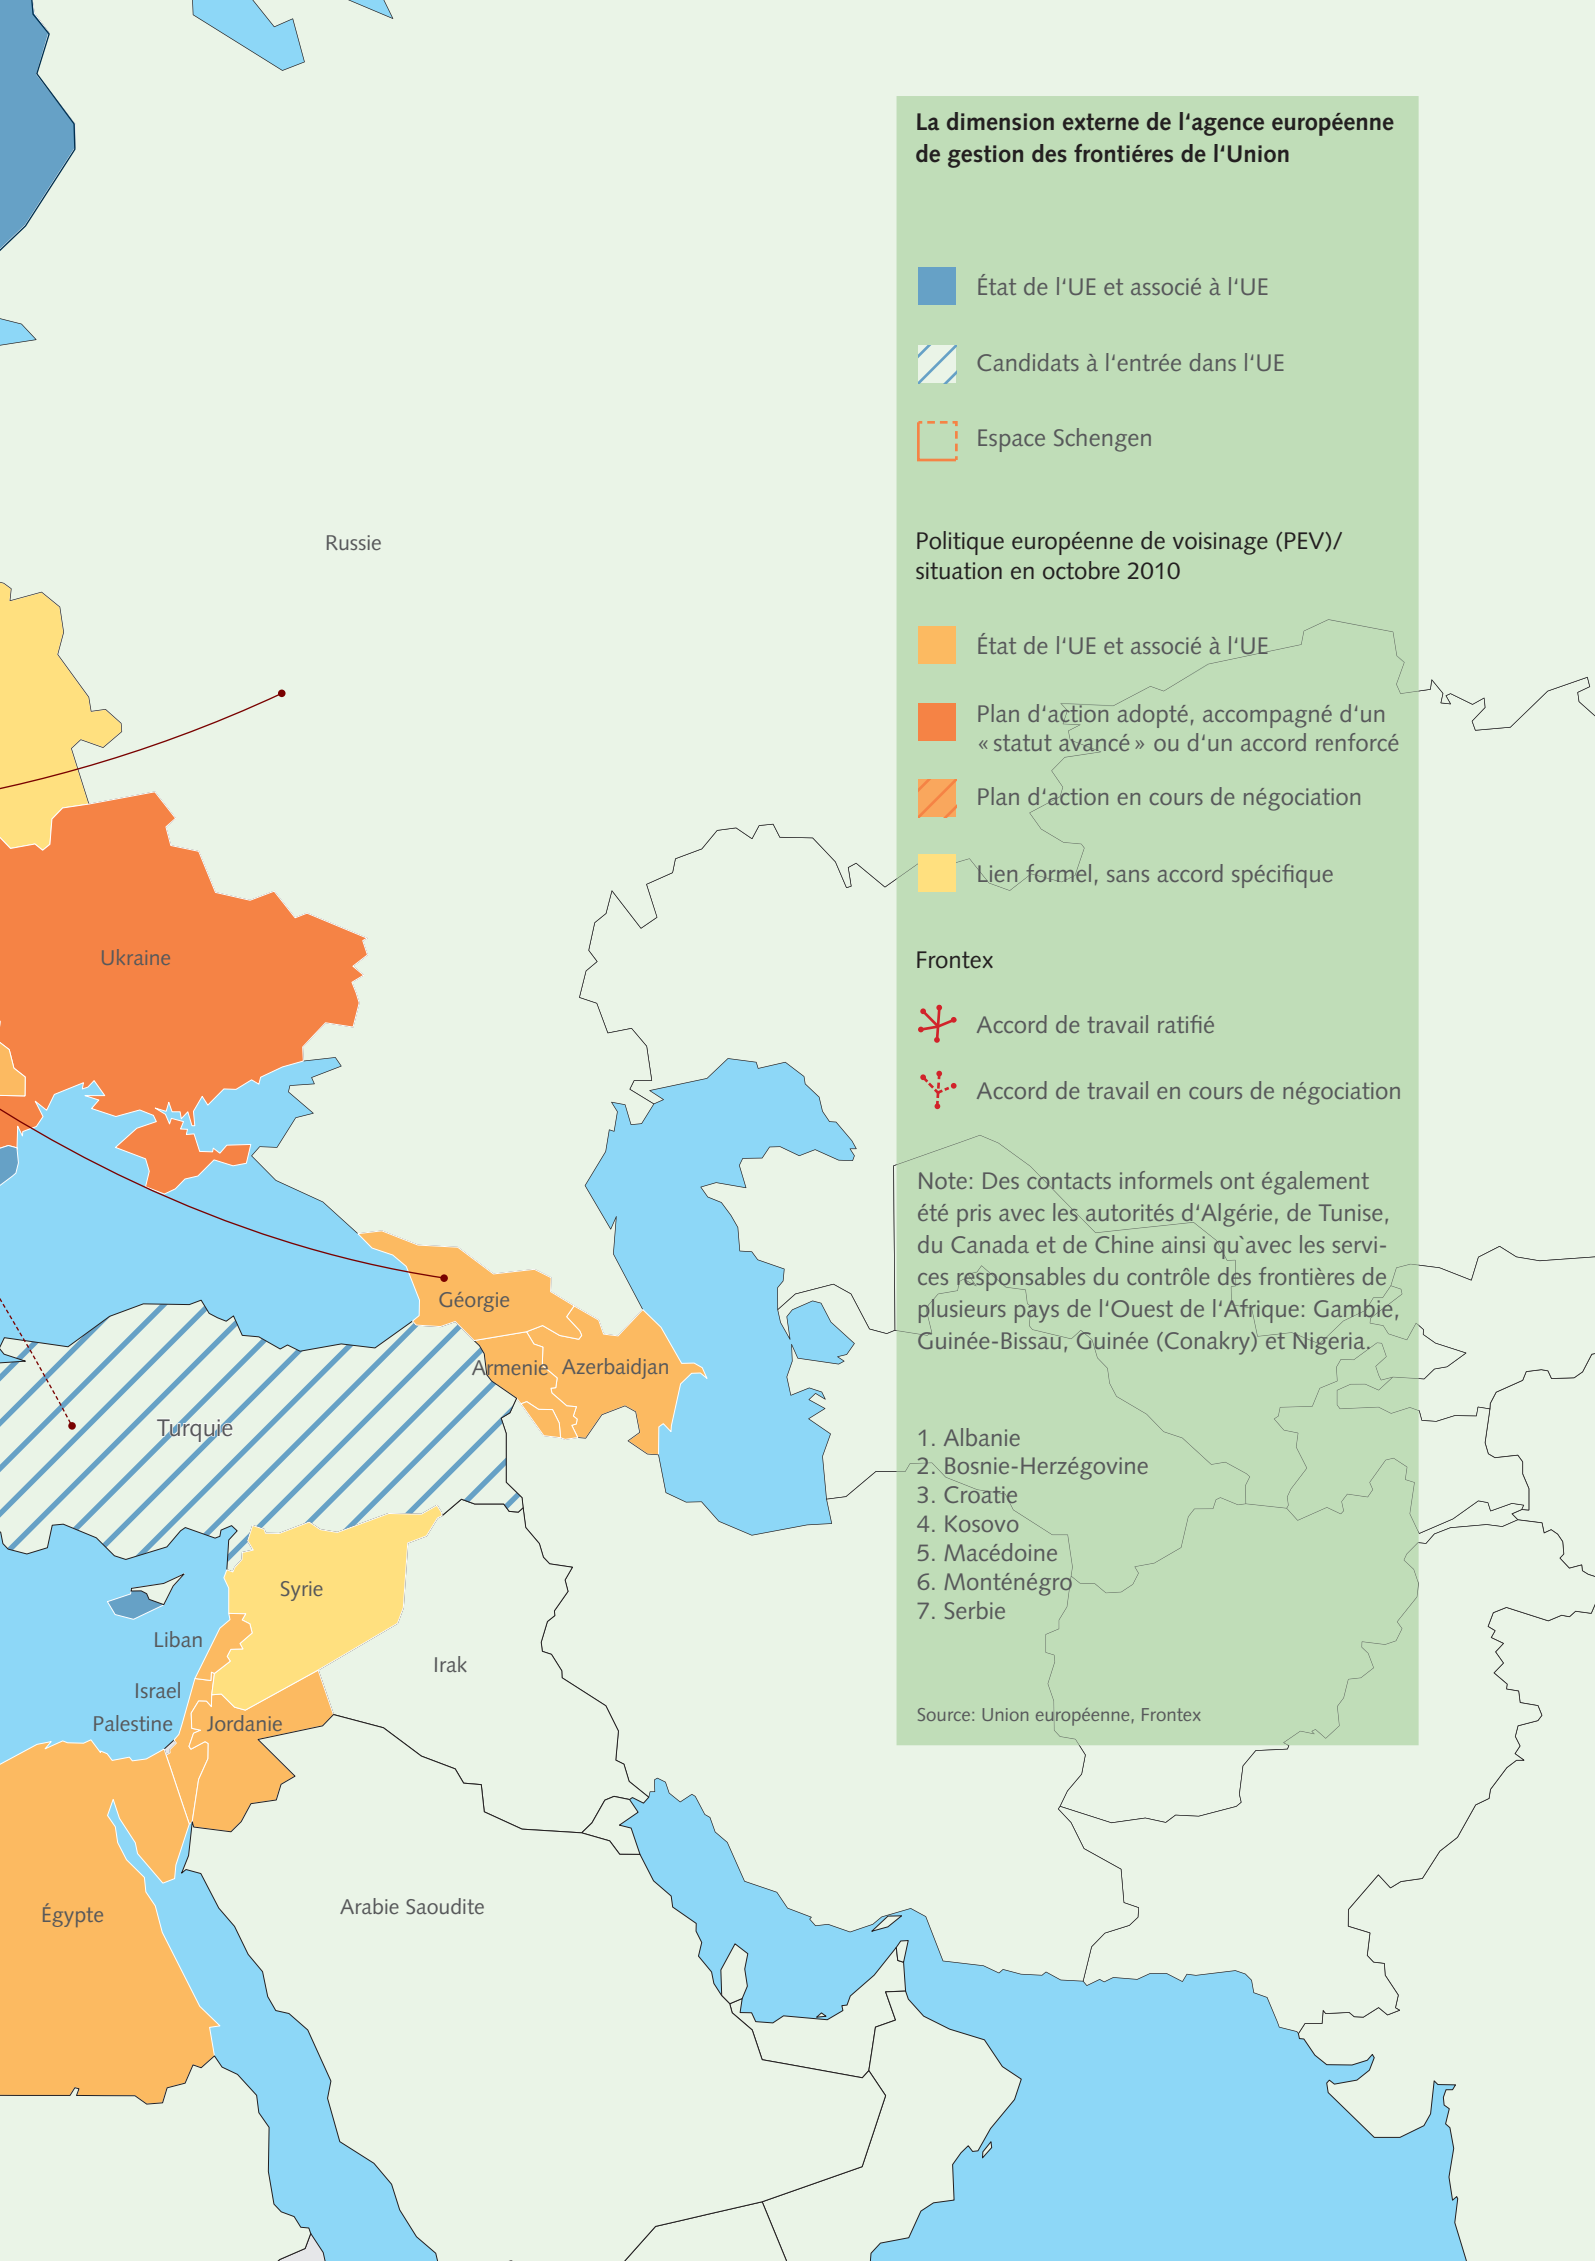 La dimension externe de l‘agence européenne
de gestion des frontiéres de l‘Union
État de l‘UE et associé à l‘UE
Candidats à l‘entrée dans l‘UE
Espace Schengen
Politique européenne de voisinage (PEV)/
situation en octobre 2010
État de l‘UE et associé à l‘UE
Plan d‘action adopté, accompagné d‘un
« statut avancé » ou d‘un accord renforcé
Plan d‘action en cours de négociation
Lien formel, sans accord spécifique
Frontex
Accord de travail ratifié
Accord de travail en cours de négociation
Note: Des contacts informels ont également
été pris avec les autorités d‘Algérie, de Tunise,
du Canada et de Chine ainsi qu`avec les servi-
ces responsables du contrôle des frontières de
plusieurs pays de l‘Ouest de l‘Afrique: Gambie,
Guinée-Bissau, Guinée (Conakry) et Nigeria.
1. Albanie
2. Bosnie-Herzégovine
3. Croatie
4. Kosovo
5. Macédoine
6. Monténégro
7. Serbie
Source: Union européenne, Frontex
Russie
Ukraine
Géorgie
Armenie
Azerbaidjan
Turquie
Syrie
Liban
Irak
Israel
Palestine
Jordanie
Arabie Saoudite
Égypte